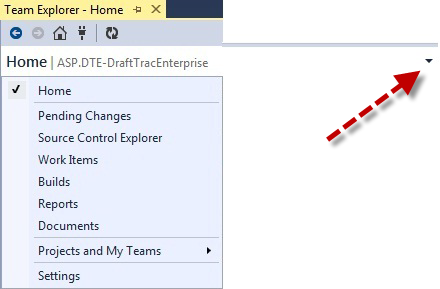 Team Explorer - Home
Home | ASP.DTE-DraftTracEnterprise
Home
Pending Changes
Source Control Explorer
Work Items
Builds
Reports
Documents
Projects and My Teams
Settings